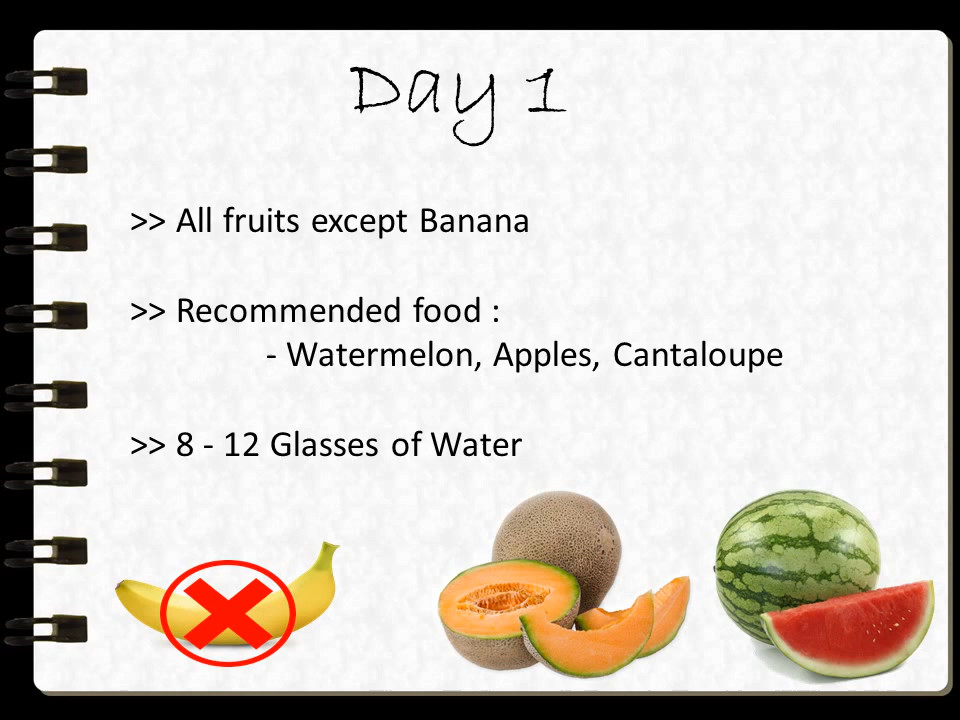 Day 1
>> All fruits except Banana
>> Recommended food :
- Watermelon, Apples, Cantaloupe
>> 8 - 12 Glasses of Water